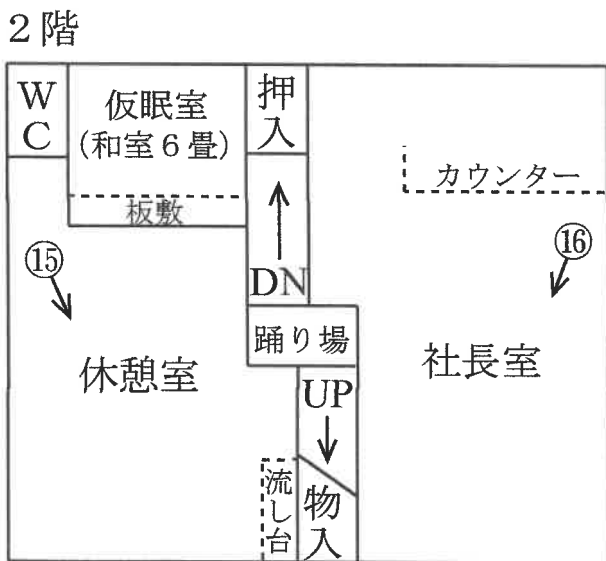 2階
WC
仮眠室
(和室6畳)
板敷
押入
カウンター
⑮
⑯
DN
踊り場
休憩室
社長室
UP
流し台
物入